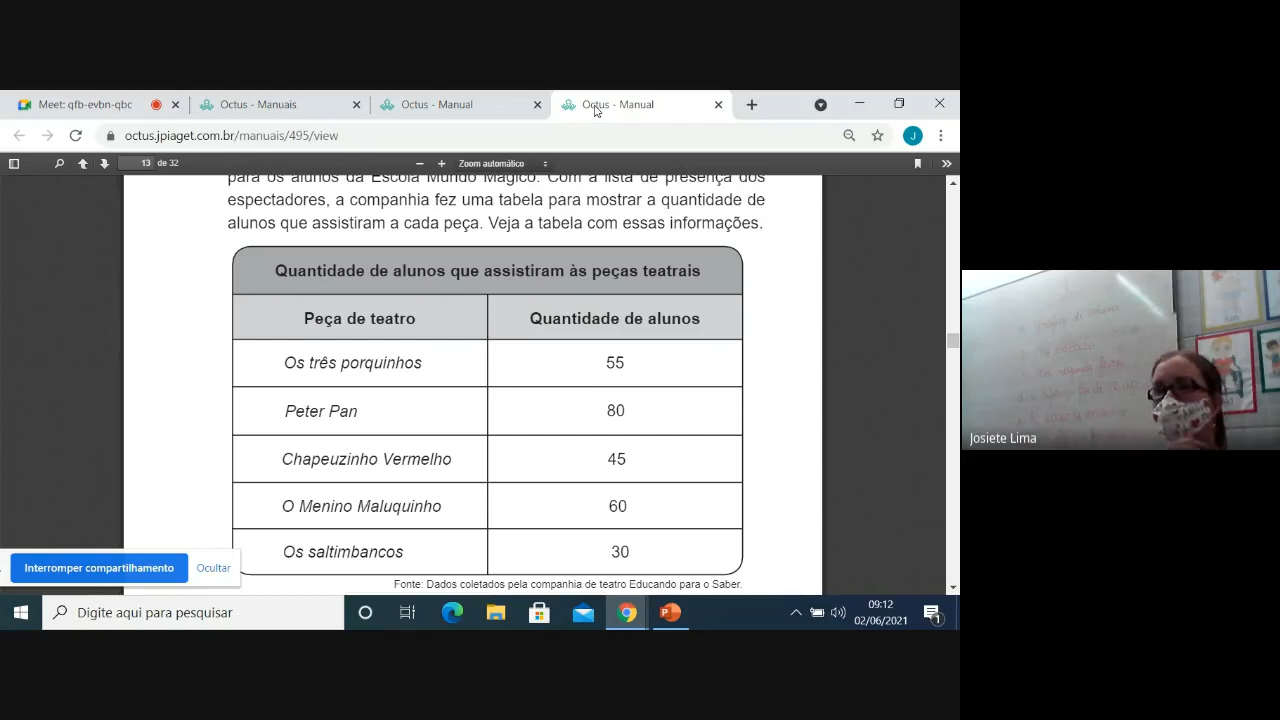 Meet: qfb-evbn-qbc
Octus - Manuais
Octus - Manual
Octus - Manual
octus.jpiaget.com.br/manuais/495/view
J
13 de 32
Zoom automático
para os alunos da Escola Mundo Mágico. Com a lista de presença dos
espectadores, a companhia fez uma tabela para mostrar a quantidade de
alunos que assistiram a cada peça. Veja a tabela com essas informações.
Quantidade de alunos que assistiram às peças teatrais
Peça de teatro Quantidade de alunos
Os três porquinhos 55
Peter Pan 80
Chapeuzinho Vermelho 45
O Menino Maluquinho 60
Os saltimbancos 30
Fonte: Dados coletados pela companhia de teatro Educando para o Saber.
Interromper compartilhamento
Ocultar
Digite aqui para pesquisar
09:12
02/06/2021
1
Josiete Lima